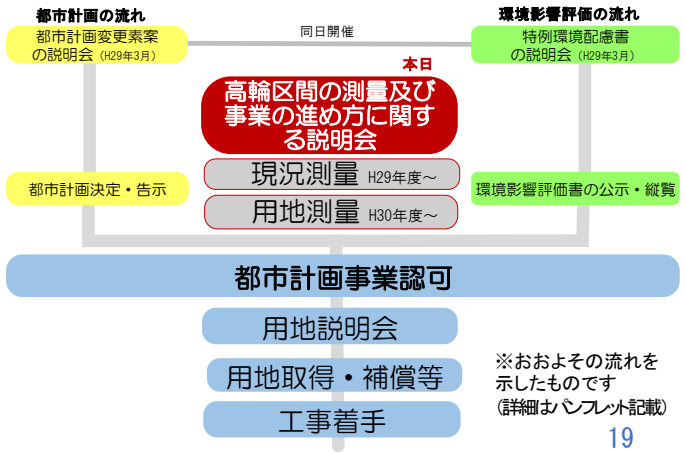 都市計画の流れ
環境影響評価の流れ
都市計画変更素案
の説明会（H29年3月）
同日開催
特例環境配慮書
の説明会（H29年3月）
本日
高輪区間の測量及び
事業の進め方に関す
る説明会
現況測量 H29年度～
都市計画決定・告示
環境影響評価書の公示・縦覧
用地測量 H30年度～
都市計画事業認可
用地説明会
用地取得・補償等
工事着手
※おおよその流れを
示したものです
（詳細はパンフレット記載）
19